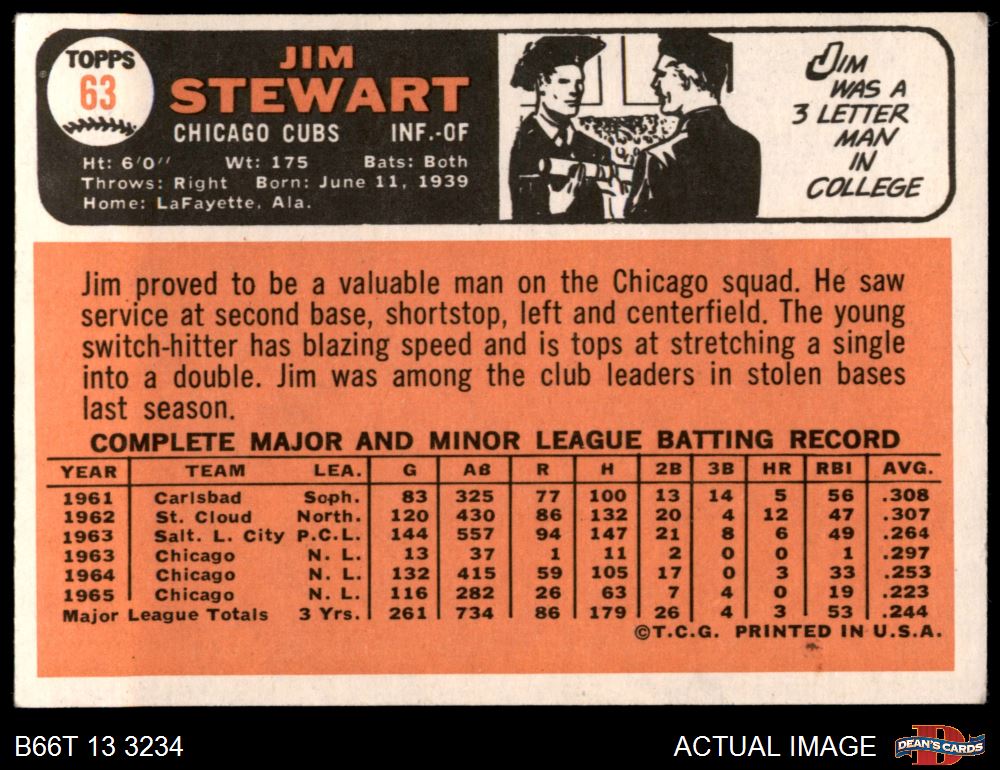 TOPPS
63
JIM
STEWART
CHICAGO CUBS INF.-OF
Ht: 6'0'' Wt: 175 Bats: Both
Throws: Right Born: June 11, 1939
Home: LaFayette, Ala.
JIM
WAS A
3 LETTER
MAN
IN
COLLEGE
Jim proved to be a valuable man on the Chicago squad. He saw
service at second base, shortstop, left and centerfield. The young
switch-hitter has blazing speed and is tops at stretching a single
into a double. Jim was among the club leaders in stolen bases
last season.
COMPLETE MAJOR AND MINOR LEAGUE BATTING RECORD
YEAR TEAM LEA. G AB R H 2B 3B HR RBI AVG.
1961 Carlsbad Soph. 83 325 77 100 13 14 5 56 .308
1962 St. Cloud North. 120 430 86 132 20 4 12 47 .307
1963 Salt. L. City P.C.L. 144 557 94 147 21 8 6 49 .264
1963 Chicago N. L. 13 37 1 11 2 0 0 1 .297
1964 Chicago N. L. 132 415 59 105 17 0 3 33 .253
1965 Chicago N. L. 116 282 26 63 7 4 0 19 .223
Major League Totals 3 Yrs. 261 734 86 179 26 4 3 53 .244
©T.C.G. PRINTED IN U.S.A.
B66T 13 3234
ACTUAL IMAGE
D
DEAN'S CARDS